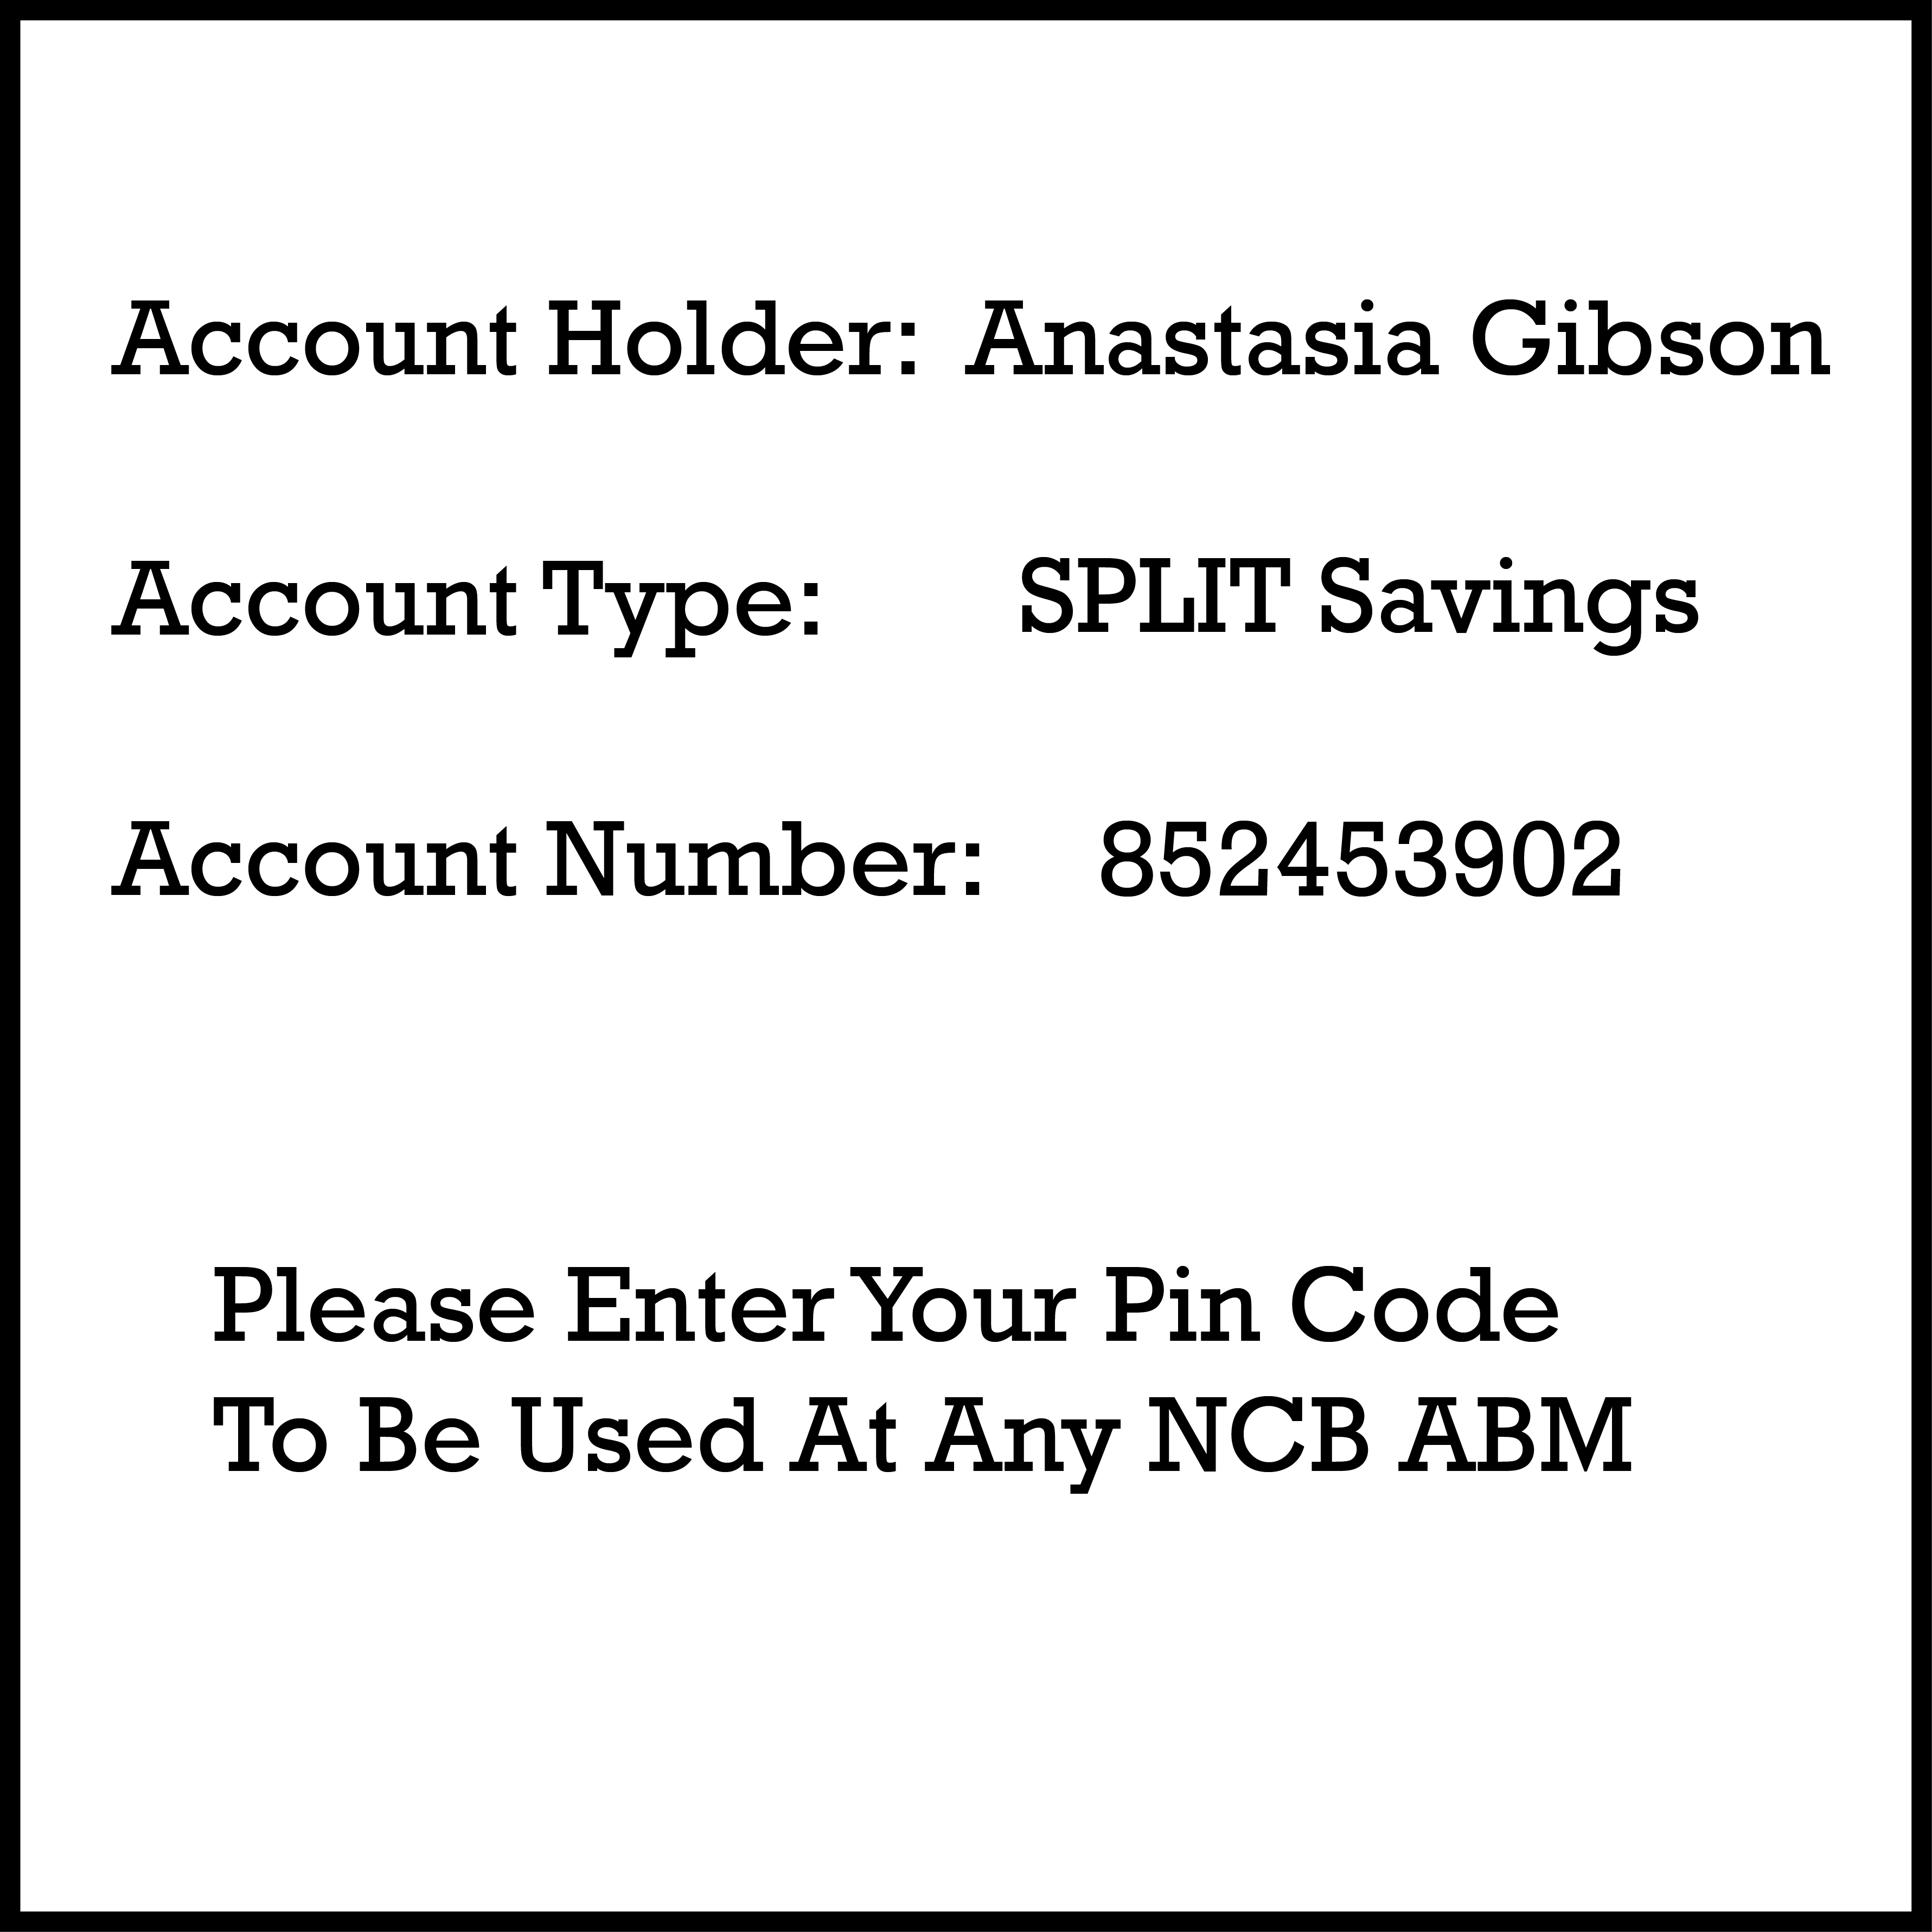 Account Holder: Anastasia Gibson
Account Type: SPLIT Savings
Account Number: 852453902
Please Enter Your Pin Code
To Be Used At Any NCB ABM